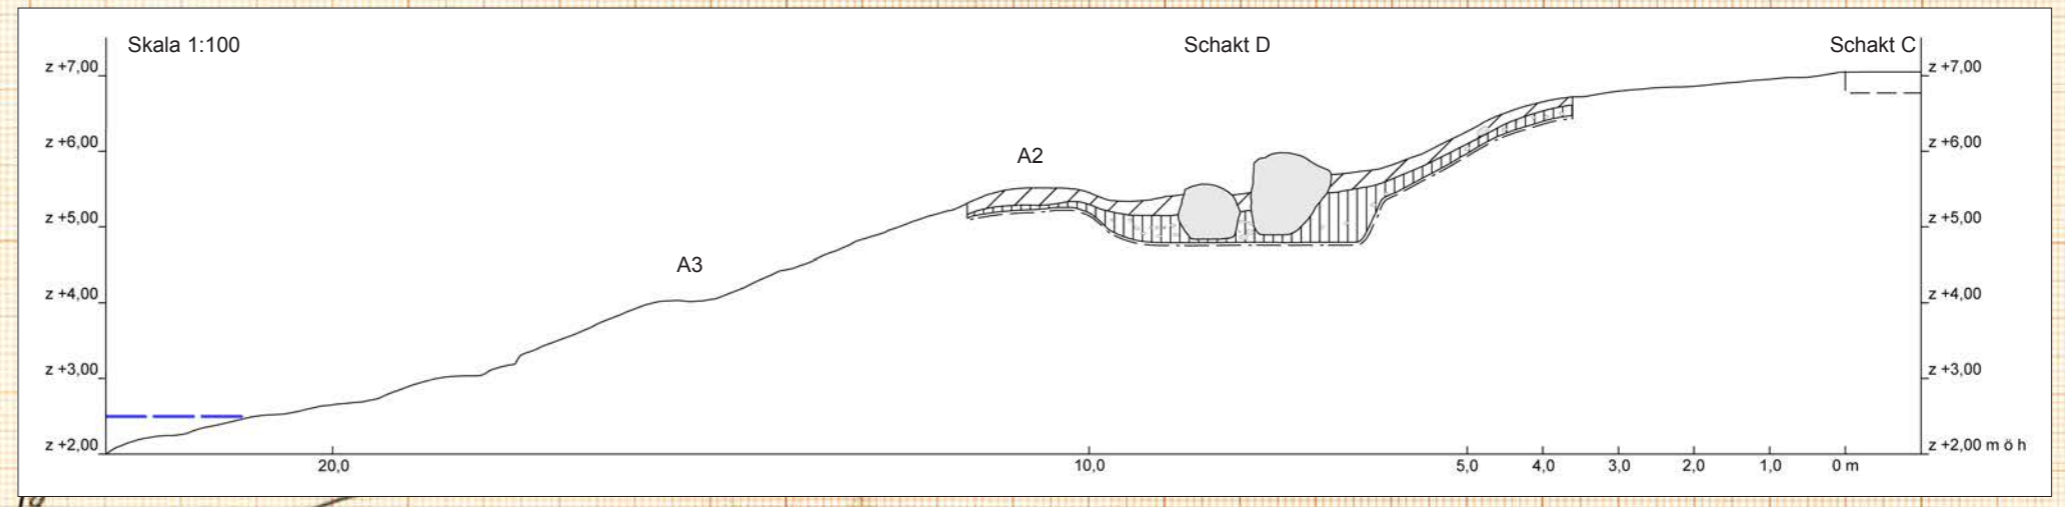 Skala 1:100
Schakt D
Schakt C
z +7,00
z +7,00
z +6,00
A2
z +6,00
z +5,00
z +5,00
A3
z +4,00
z +4,00
z +3,00
z +3,00
z +2,00
z +2,00 m ö h
20,0
10,0
5,0
4,0
3,0
2,0
1,0
0 m